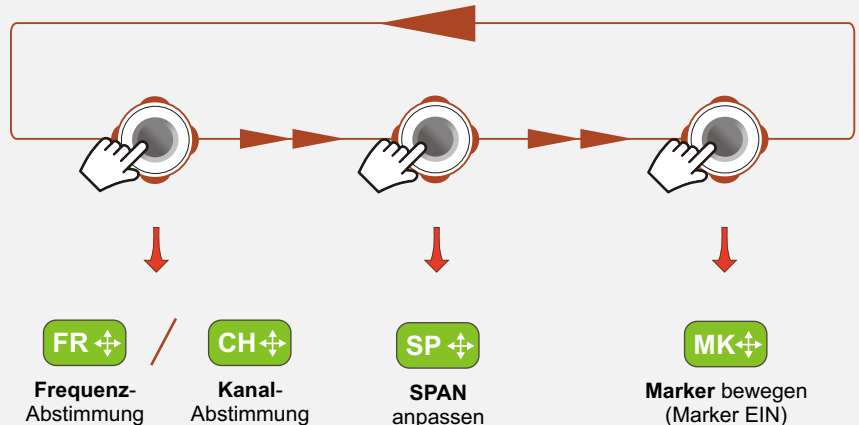 FR
CH
SP
MK
Frequenz-
Abstimmung
Kanal-
Abstimmung
SPAN
anpassen
Marker bewegen
(Marker EIN)